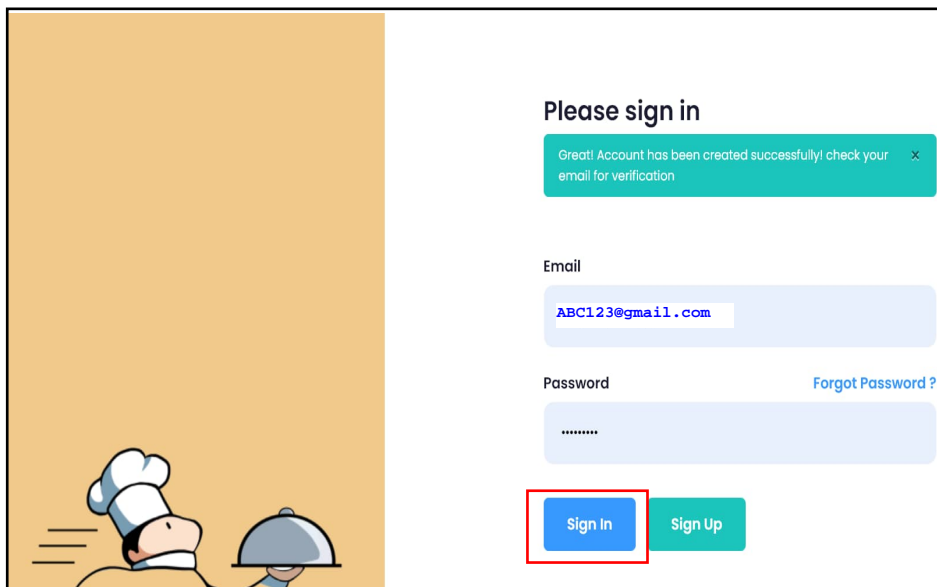 Please sign in
Great! Account has been created successfully! check your ×
email for verification
Email
ABC123@gmail.com
Password Forgot Password ?
•••••••••
Sign In Sign Up